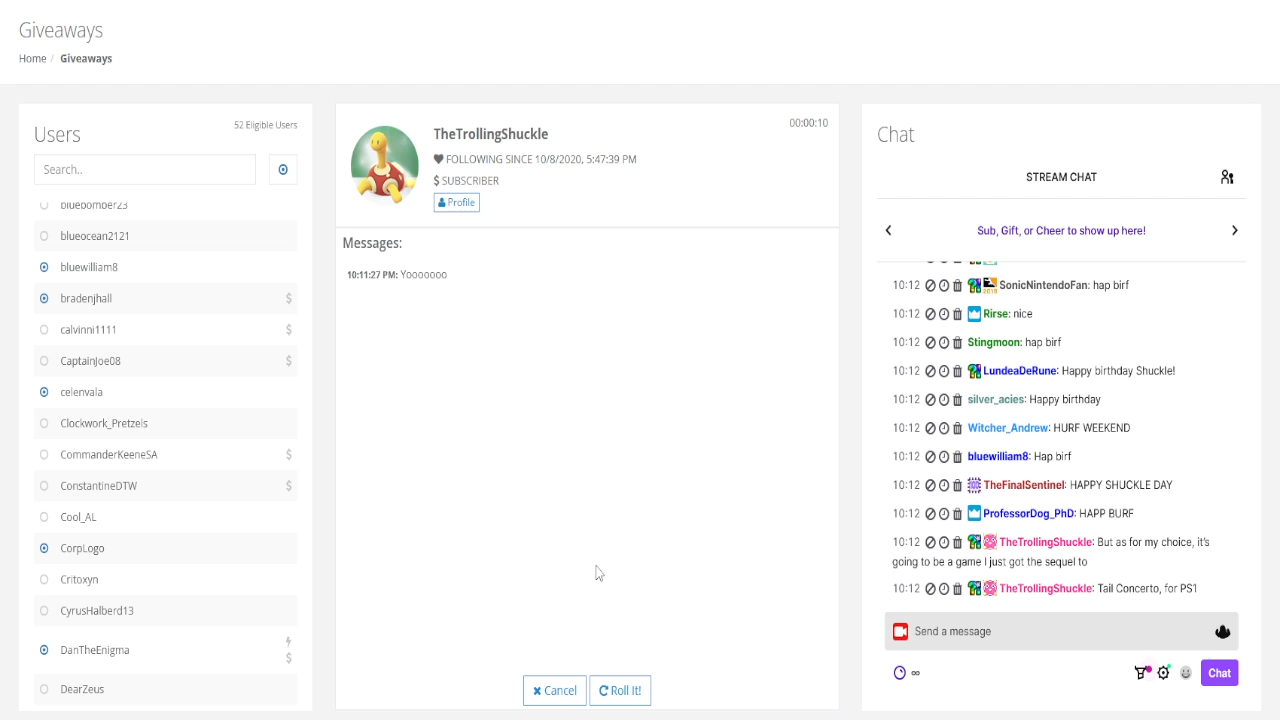 Giveaways
Home / Giveaways
Users
52 Eligible Users
Search..
bluebomber23
blueocean2121
bluewilliam8
bradenjhall $
calvinni1111 $
CaptainJoe08 $
celenvala
Clockwork_Pretzels
CommanderKeeneSA $
ConstantineDTW $
Cool_AL
CorpLogo
Critoxyn
CyrusHalberd13
DanTheEnigma $
DearZeus
TheTrollingShuckle
00:00:10
FOLLOWING SINCE 10/8/2020, 5:47:39 PM
$ SUBSCRIBER
Profile
Messages:
10:11:27 PM: Yooooooo
Cancel
Roll It!
Chat
STREAM CHAT
Sub, Gift, or Cheer to show up here!
10:12 SonicNintendoFan: hap birf
10:12 Rirse: nice
10:12 Stingmoon: hap birf
10:12 LundeaDeRune: Happy birthday Shuckle!
10:12 silver_acies: Happy birthday
10:12 Witcher_Andrew: HURF WEEKEND
10:12 bluewilliam8: Hap birf
10:12 TheFinalSentinel: HAPPY SHUCKLE DAY
10:12 ProfessorDog_PhD: HAPP BURF
10:12 TheTrollingShuckle: But as for my choice, it's
going to be a game I just got the sequel to
10:12 TheTrollingShuckle: Tail Concerto, for PS1
Send a message
∞
Chat